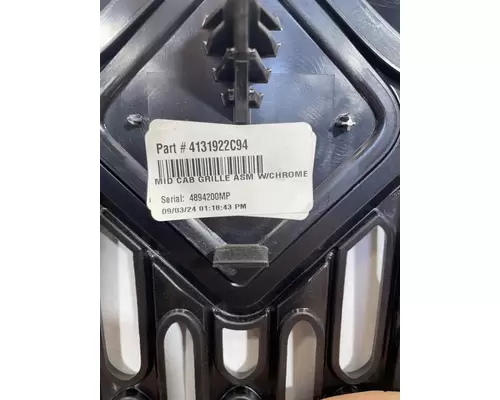 Part # 4131922C94
MID CAB GRILLE ASM W/CHROME
Serial: 4894200MP
09/03/24 01:16:43 PM